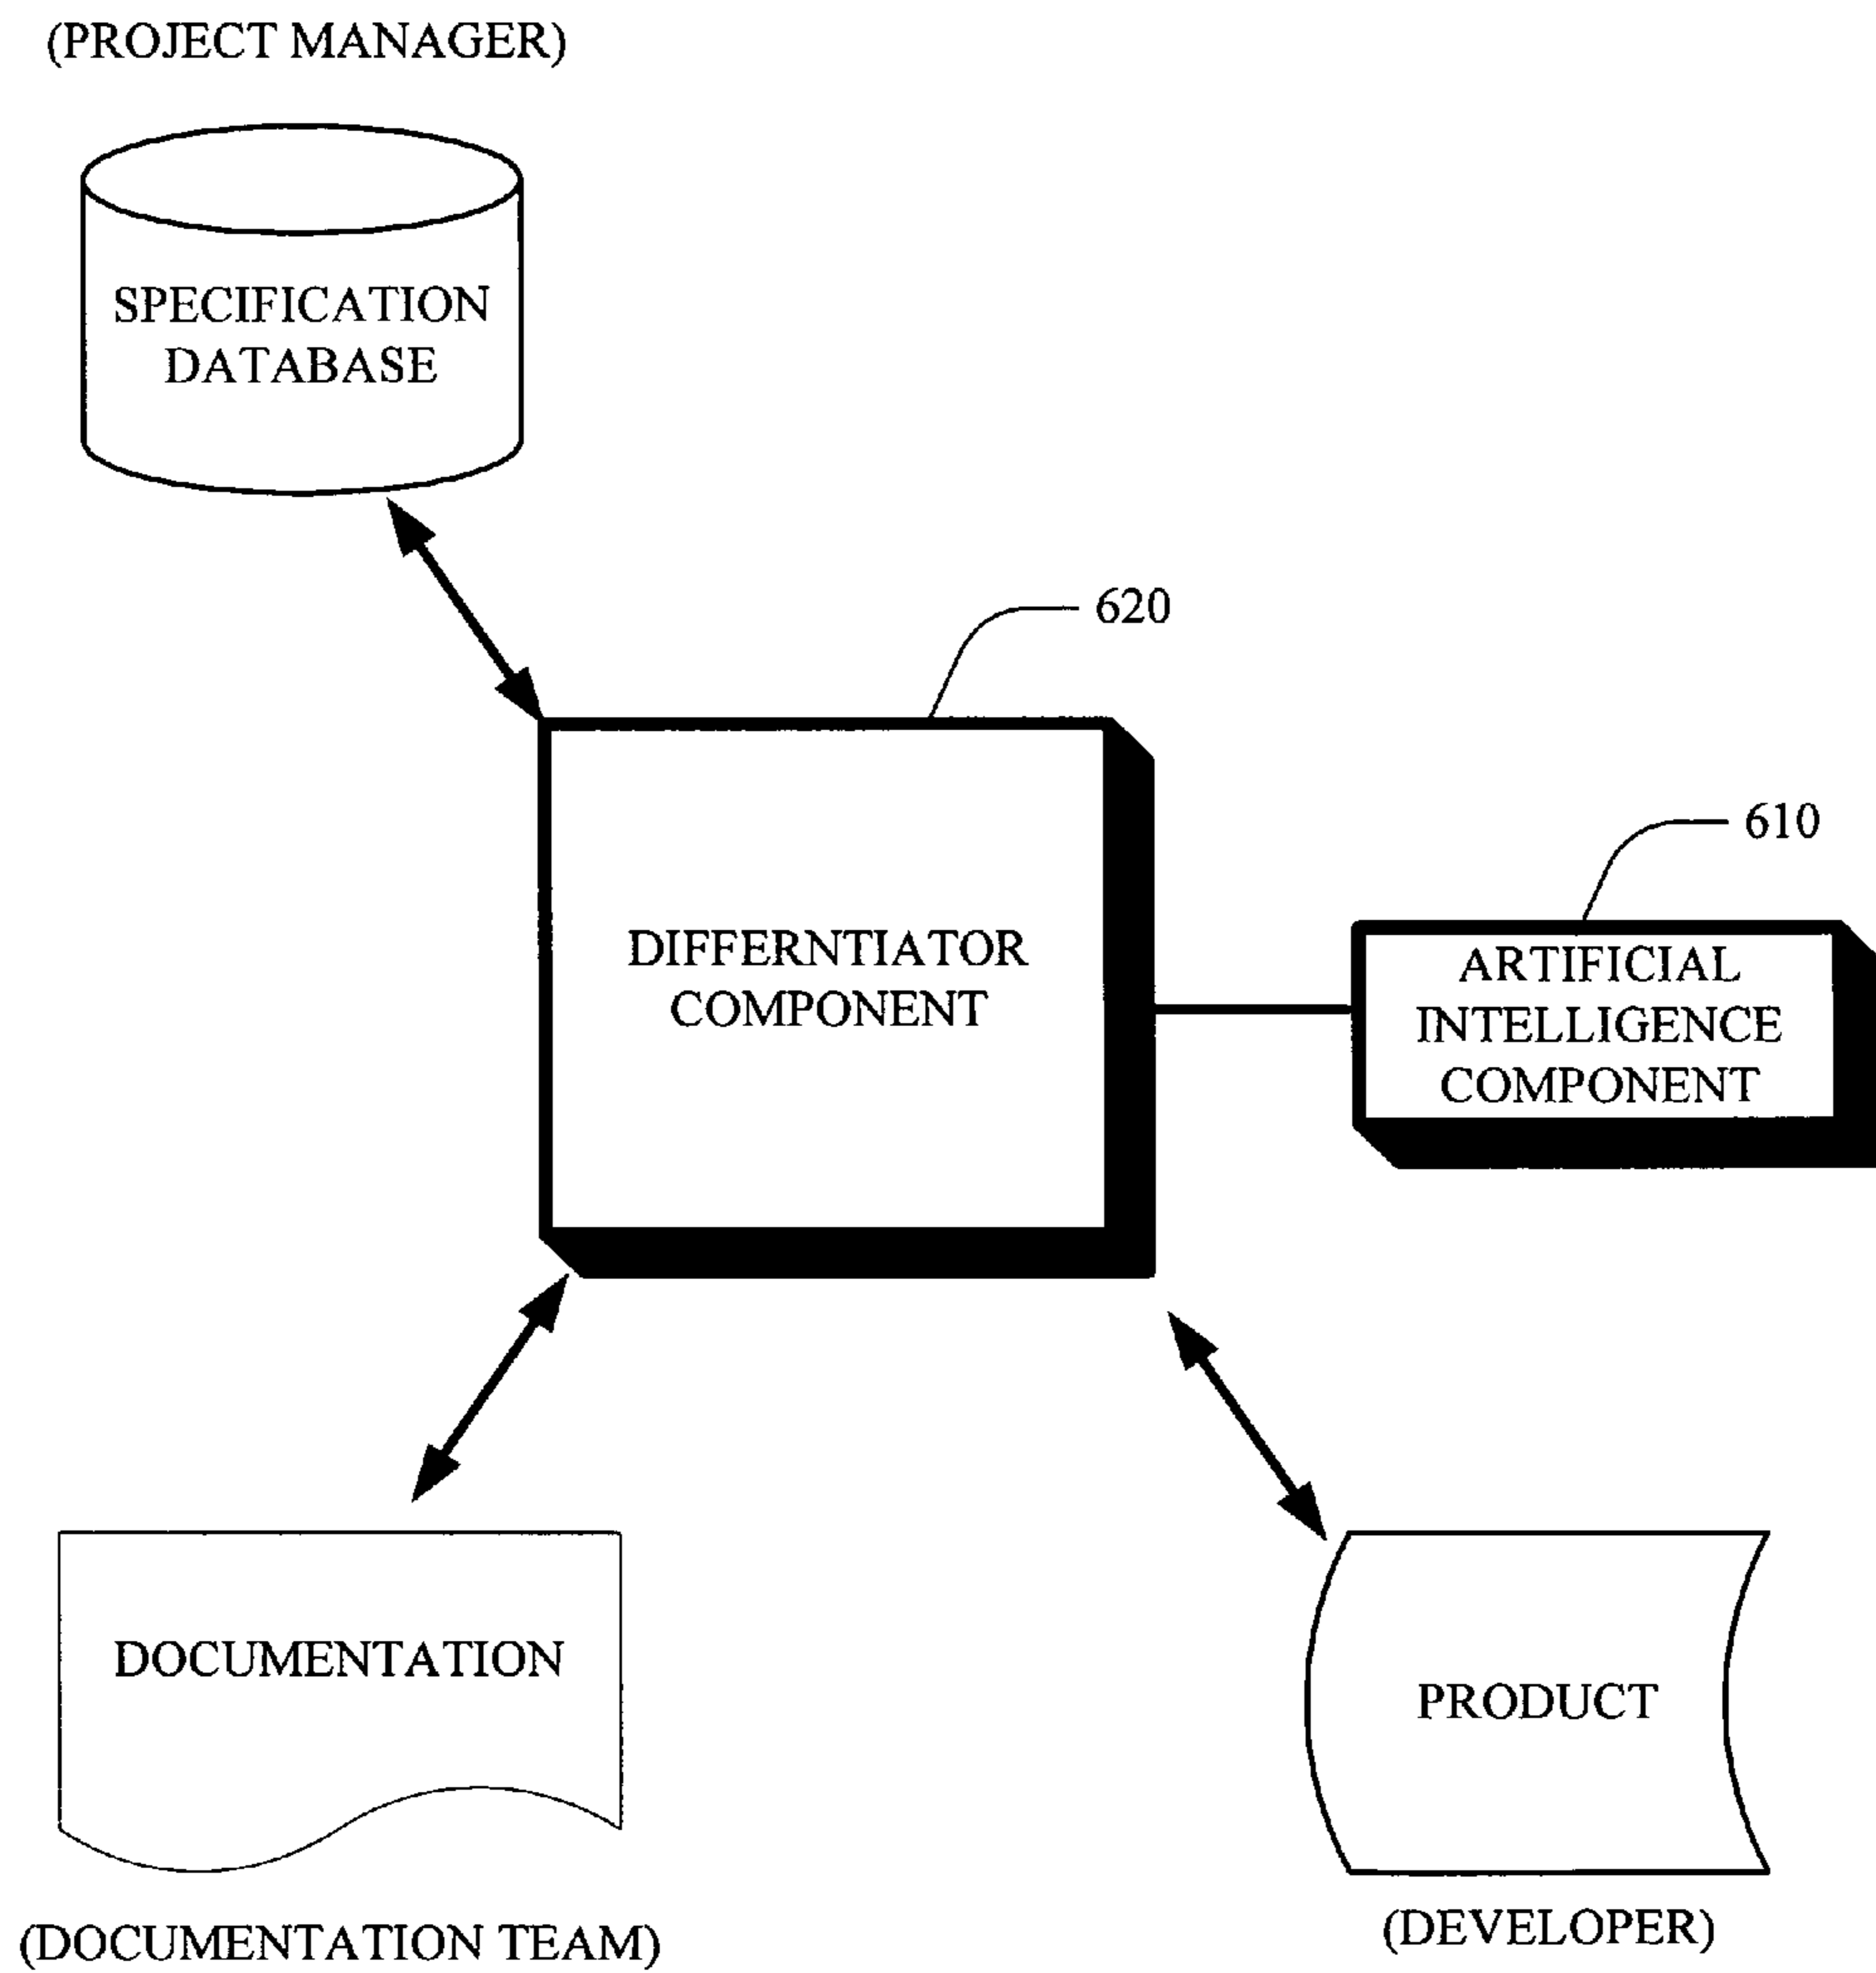 (PROJECT MANAGER)
SPECIFICATION
DATABASE
620
DIFFERNTIATOR
COMPONENT
610
ARTIFICIAL
INTELLIGENCE
COMPONENT
DOCUMENTATION
PRODUCT
(DOCUMENTATION TEAM)
(DEVELOPER)